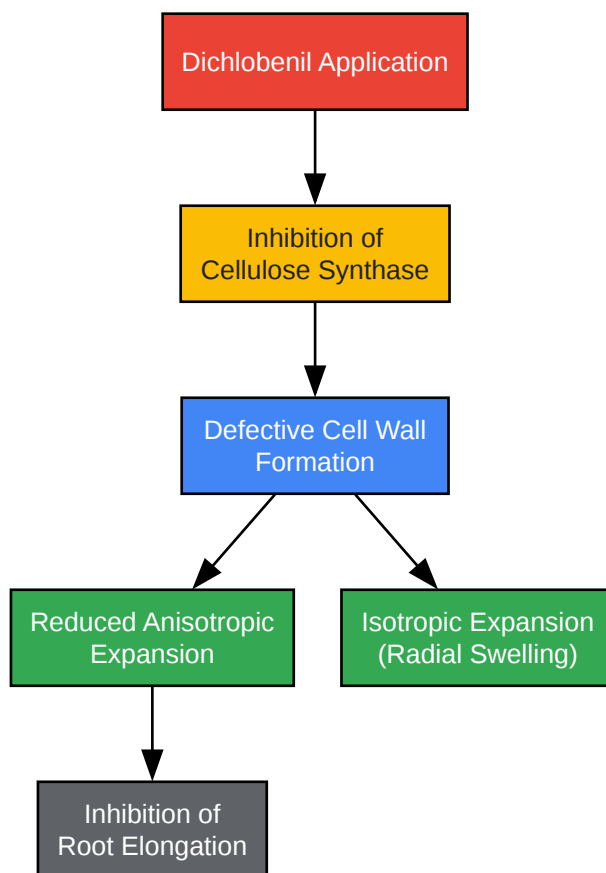 Dichlobenil Application
Inhibition of
Cellulose Synthase
Defective Cell Wall
Formation
Reduced Anisotropic
Expansion
Isotropic Expansion
(Radial Swelling)
Inhibition of
Root Elongation